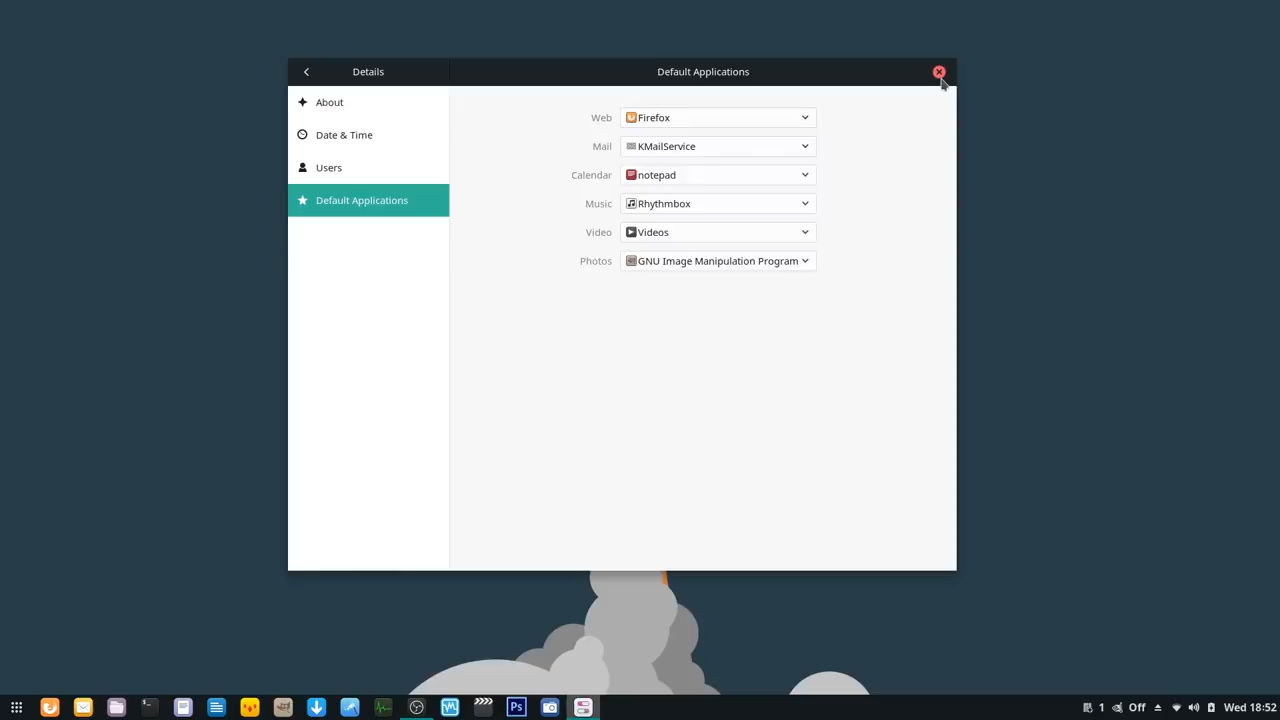 Details
Default Applications
About
Date & Time
Users
Default Applications
Web Firefox
Mail KMailService
Calendar notepad
Music Rhythmbox
Video Videos
Photos GNU Image Manipulation Program
Ps
1 Off Wed 18:52